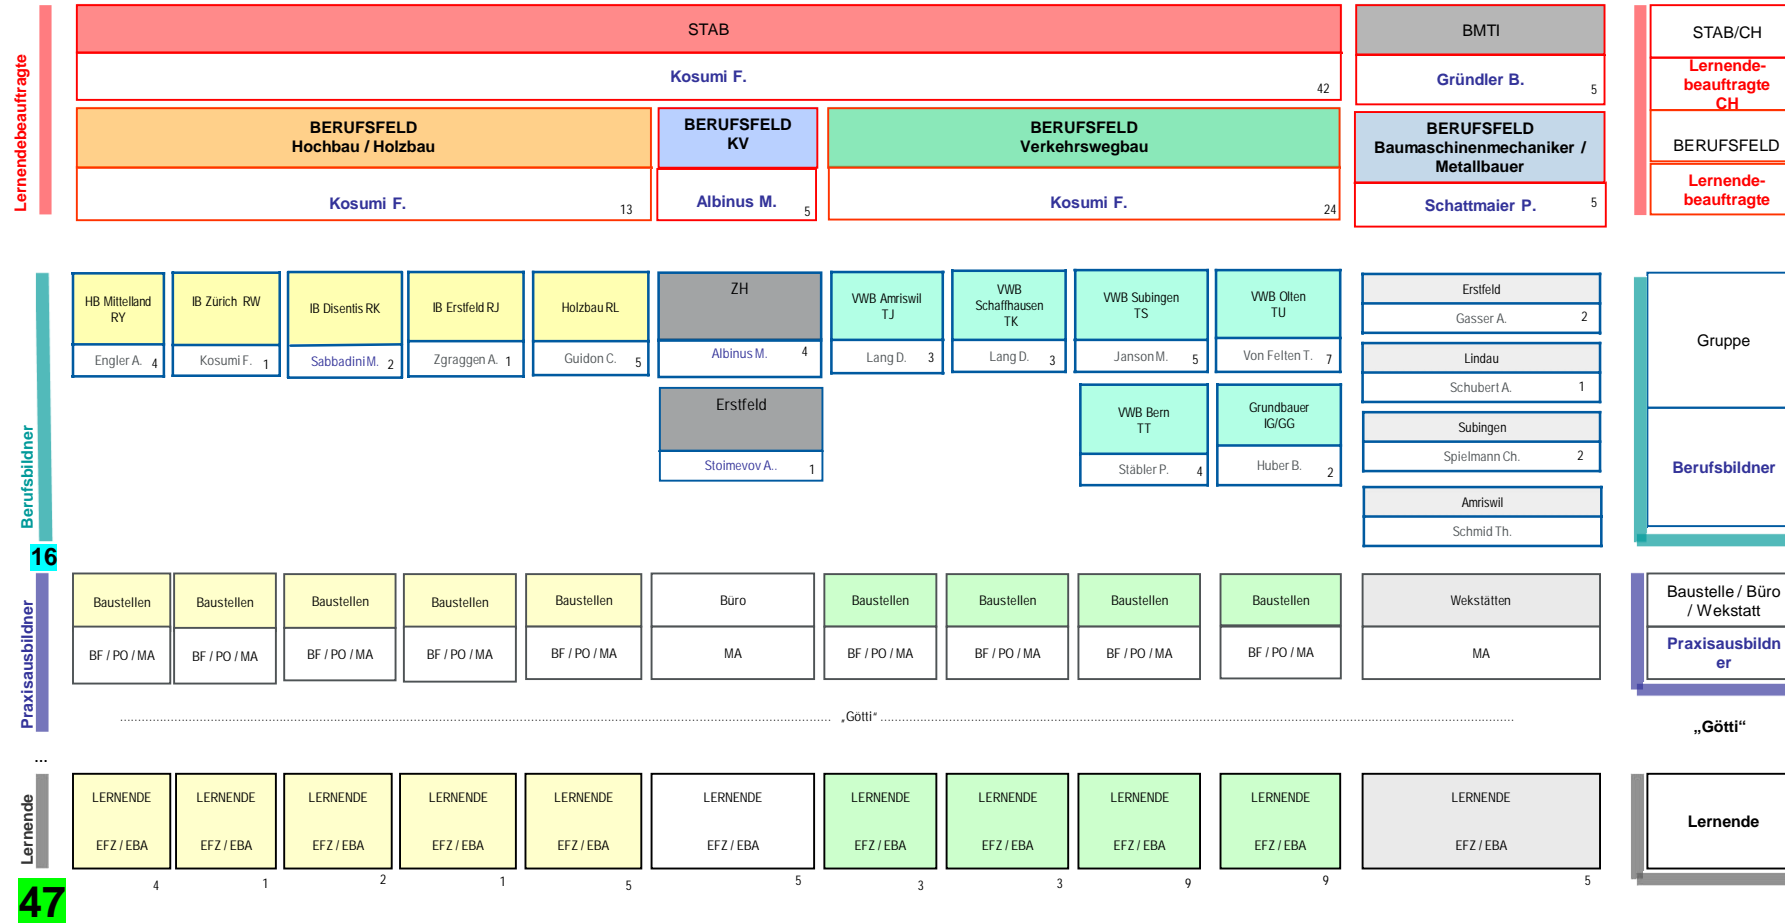 STAB
Kosumi F.
42
BMTI
Gründler B.
5
STAB/CH
Lernende-
beauftragte
CH
Lernendebeauftragte
BERUFSFELD
Hochbau / Holzbau
Kosumi F.
13
BERUFSFELD
KV
Albinus M.
5
BERUFSFELD
Verkehrswegbau
Kosumi F.
24
BERUFSFELD
Baumaschinenmechaniker /
Metallbauer
Schattmaier P.
5
BERUFSFELD
Lernende-
beauftragte
Berufsbildner
16
HB Mittelland
RY
Engler A. 4
IB Zürich RW
Kosumi F. 1
IB Disentis RK
Sabbadini M. 2
IB Erstfeld RJ
Zgraggen A. 1
Holzbau RL
Guidon C. 5
ZH
Albinus M. 4
Erstfeld
Stoimevov A.. 1
VWB Amriswil
TJ
Lang D. 3
VWB
Schaffhausen
TK
Lang D. 3
VWB Subingen
TS
Janson M. 5
VWB Olten
TU
Von Felten T. 7
VWB Bern
TT
Stäbler P. 4
Grundbauer
IG/GG
Huber B. 2
Erstfeld
Gasser A. 2
Lindau
Schubert A. 1
Subingen
Spielmann Ch. 2
Amriswil
Schmid Th.
Gruppe
Berufsbildner
Praxisausbildner
Baustellen
BF / PO / MA
Baustellen
BF / PO / MA
Baustellen
BF / PO / MA
Baustellen
BF / PO / MA
Baustellen
BF / PO / MA
Büro
MA
Baustellen
BF / PO / MA
Baustellen
BF / PO / MA
Baustellen
BF / PO / MA
Baustellen
BF / PO / MA
Wekstätten
MA
Baustelle / Büro
/ Wekstatt
Praxisausbildn
er
„Götti“
„Götti“
...
Lernende
47
LERNENDE
EFZ / EBA
4
LERNENDE
EFZ / EBA
1
LERNENDE
EFZ / EBA
2
LERNENDE
EFZ / EBA
1
LERNENDE
EFZ / EBA
5
LERNENDE
EFZ / EBA
5
LERNENDE
EFZ / EBA
3
LERNENDE
EFZ / EBA
3
LERNENDE
EFZ / EBA
9
LERNENDE
EFZ / EBA
9
LERNENDE
EFZ / EBA
5
Lernende